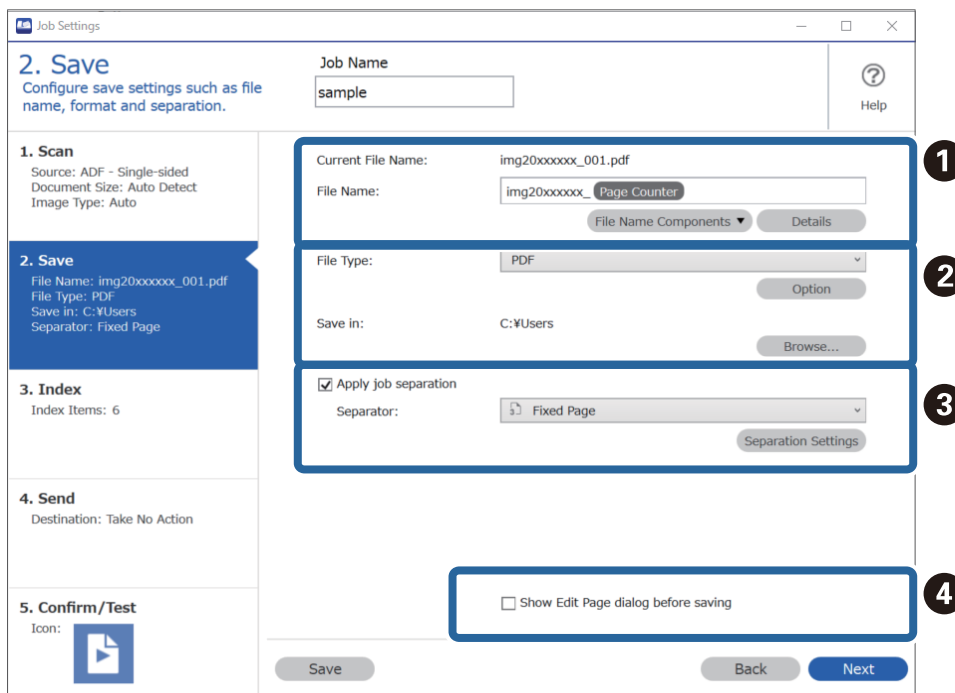 Job Settings
2. Save
Configure save settings such as file
name, format and separation.
Job Name
sample
?
Help
1. Scan
Source: ADF - Single-sided
Document Size: Auto Detect
Image Type: Auto
2. Save
File Name: img20xxxxxx_001.pdf
File Type: PDF
Save in: C:¥Users
Separator: Fixed Page
3. Index
Index Items: 6
4. Send
Destination: Take No Action
5. Confirm/Test
Icon:
Current File Name: img20xxxxxx_001.pdf
File Name: img20xxxxxx_ Page Counter
File Name Components ▼ Details
1
File Type: PDF
Option
Save in: C:¥Users
Browse...
2
Apply job separation
Separator: Fixed Page
Separation Settings
3
Show Edit Page dialog before saving
4
Save Back Next